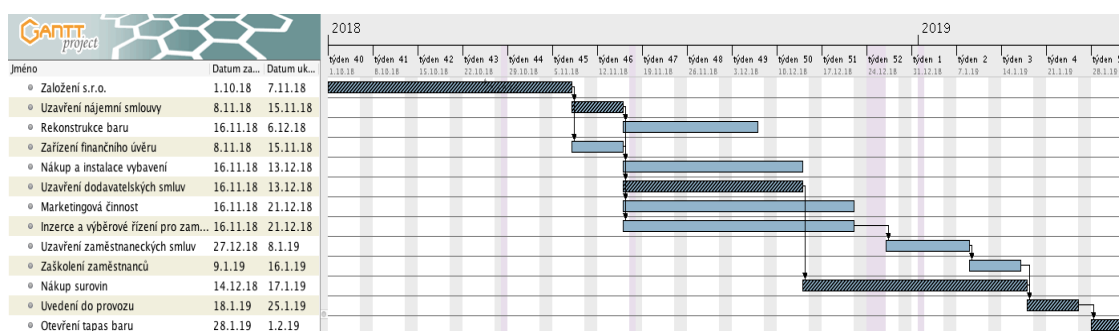 GANTT
project
2018
2019
týden 40 týden 41 týden 42 týden 43 týden 44 týden 45 týden 46 týden 47 týden 48 týden 49 týden 50 týden 51 týden 52 týden 1 týden 2 týden 3 týden 4
1.10.18 8.10.18 15.10.18 22.10.18 29.10.18 5.11.18 12.11.18 19.11.18 26.11.18 3.12.18 10.12.18 17.12.18 24.12.18 31.12.18 7.1.19 14.1.19 21.1.19 28.1.19
Jméno Datum za... Datum uk...
Založení s.r.o. 1.10.18 7.11.18
Uzavření nájemní smlouvy 8.11.18 15.11.18
Rekonstrukce baru 16.11.18 6.12.18
Zařízení finančního úvěru 8.11.18 15.11.18
Nákup a instalace vybavení 16.11.18 13.12.18
Uzavření dodavatelských smluv 16.11.18 13.12.18
Marketingová činnost 16.11.18 21.12.18
Inzerce a výběrové řízení pro zam... 16.11.18 21.12.18
Uzavření zaměstnaneckých smluv 27.12.18 8.1.19
Zaškolení zaměstnanců 9.1.19 16.1.19
Nákup surovin 14.12.18 17.1.19
Uvedení do provozu 18.1.19 25.1.19
Otevření tapas baru 28.1.19 1.2.19